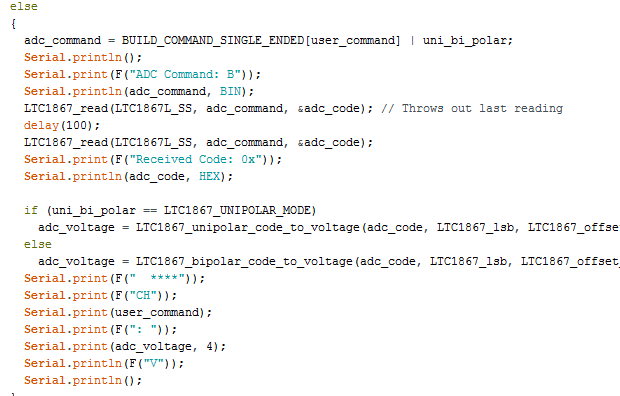 else
{
adc_command = BUILD_COMMAND_SINGLE_ENDED[user_command] | uni_bi_polar;
Serial.println();
Serial.print(F("ADC Command: B"));
Serial.println(adc_command, BIN);
LTC1867_read(LTC1867L_SS, adc_command, &adc_code); // Throws out last reading
delay(100);
LTC1867_read(LTC1867L_SS, adc_command, &adc_code);
Serial.print(F("Received Code: 0x"));
Serial.println(adc_code, HEX);
if (uni_bi_polar == LTC1867_UNIPOLAR_MODE)
adc_voltage = LTC1867_unipolar_code_to_voltage(adc_code, LTC1867_lsb, LTC1867_offse
else
adc_voltage = LTC1867_bipolar_code_to_voltage(adc_code, LTC1867_lsb, LTC1867_offset_
Serial.print(F("  ****"));
Serial.print(F("CH"));
Serial.print(user_command);
Serial.print(F(": "));
Serial.print(adc_voltage, 4);
Serial.println(F("V"));
Serial.println();